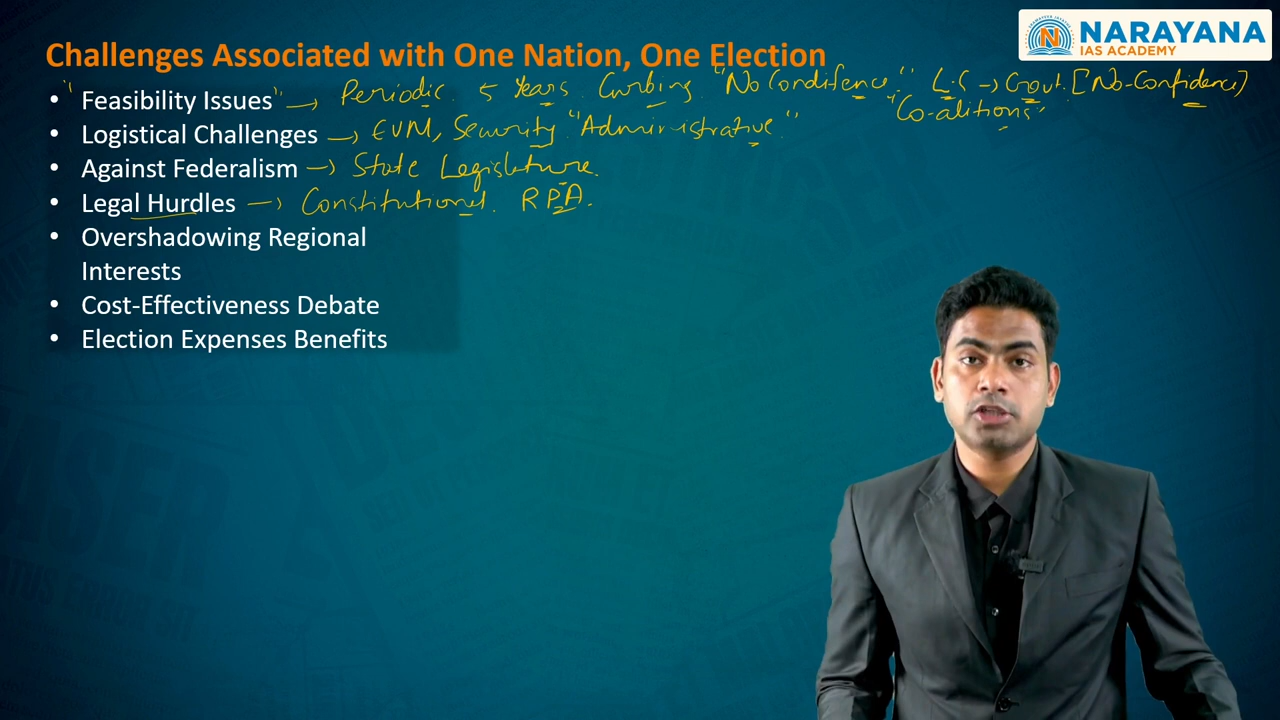 NARAYANA
IAS ACADEMY
Challenges Associated with One Nation, One Election
• Feasibility Issues" → Periodic. 5 Years. Curbing "No Condifence." L.S → Govt. [No-Confidence]
"Co-alitions"
• Logistical Challenges → EVM, Security "Administrative"
• Against Federalism → State Legislature.
• Legal Hurdles → Constitutional. RPA.
• Overshadowing Regional
Interests
• Cost-Effectiveness Debate
• Election Expenses Benefits